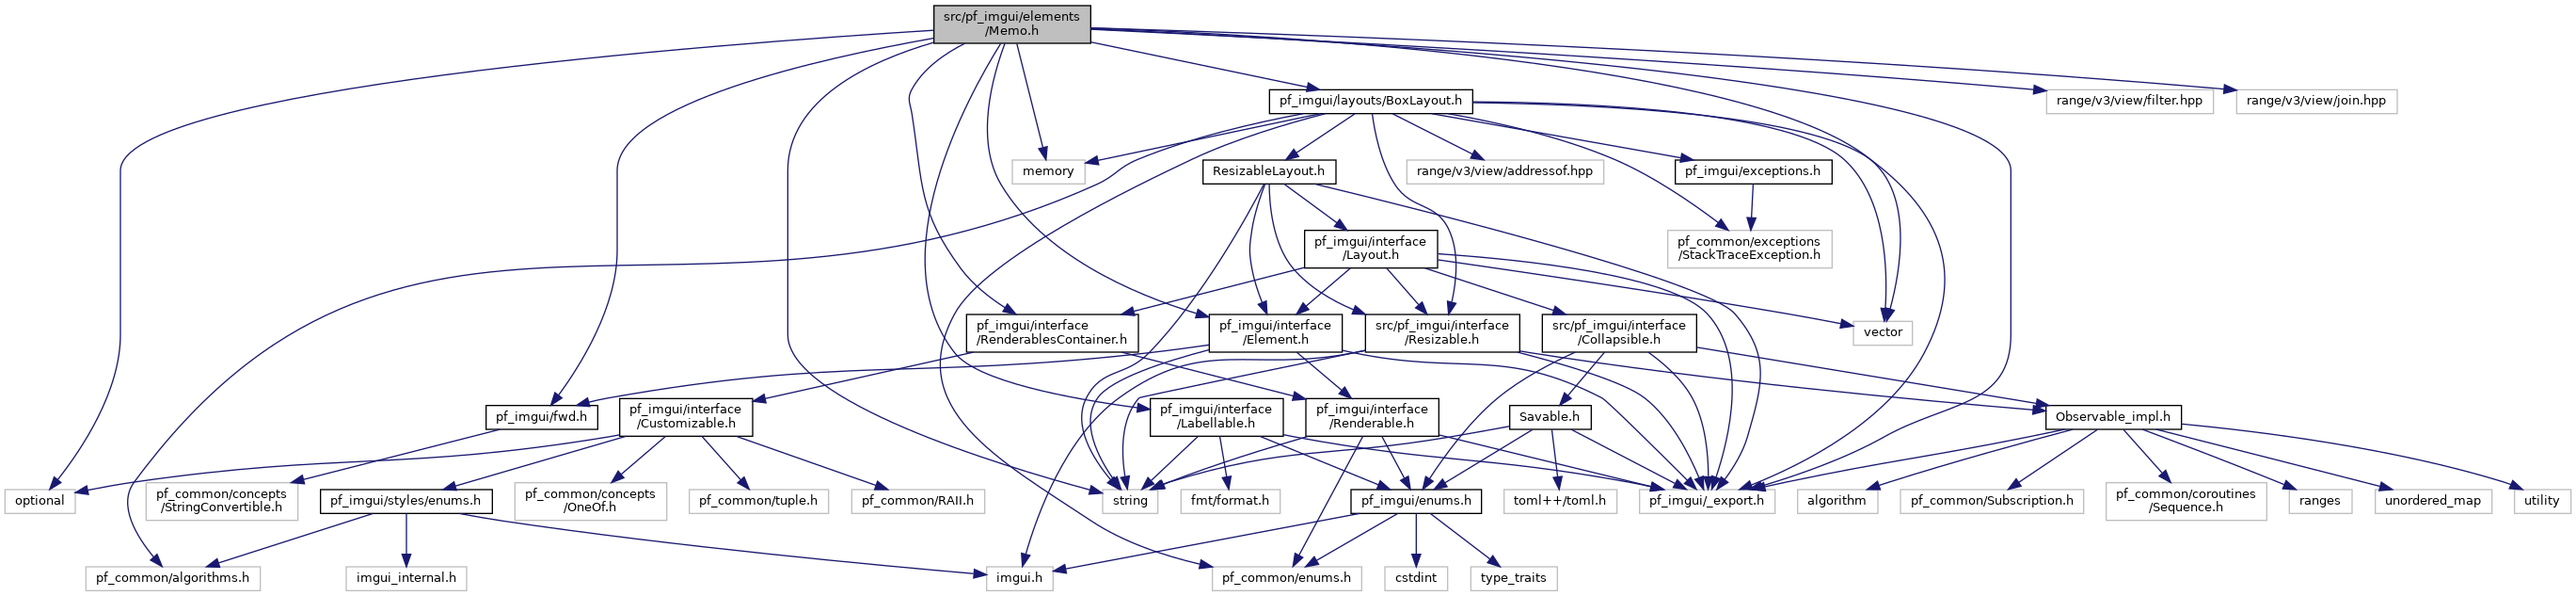 src/pf_imgui/elements
/Memo.h
pf_imgui/layouts/BoxLayout.h
range/v3/view/filter.hpp
range/v3/view/join.hpp
memory
ResizableLayout.h
range/v3/view/addressof.hpp
pf_imgui/exceptions.h
pf_imgui/interface
/Layout.h
pf_common/exceptions
/StackTraceException.h
pf_imgui/interface
/RenderablesContainer.h
pf_imgui/interface
/Element.h
src/pf_imgui/interface
/Resizable.h
src/pf_imgui/interface
/Collapsible.h
vector
pf_imgui/fwd.h
pf_imgui/interface
/Customizable.h
pf_imgui/interface
/Labellable.h
pf_imgui/interface
/Renderable.h
Savable.h
Observable_impl.h
optional
pf_common/concepts
/StringConvertible.h
pf_imgui/styles/enums.h
pf_common/concepts
/OneOf.h
pf_common/tuple.h
pf_common/RAII.h
string
fmt/format.h
pf_imgui/enums.h
toml++/toml.h
pf_imgui/_export.h
algorithm
pf_common/Subscription.h
pf_common/coroutines
/Sequence.h
ranges
unordered_map
utility
pf_common/algorithms.h
imgui_internal.h
imgui.h
pf_common/enums.h
cstdint
type_traits